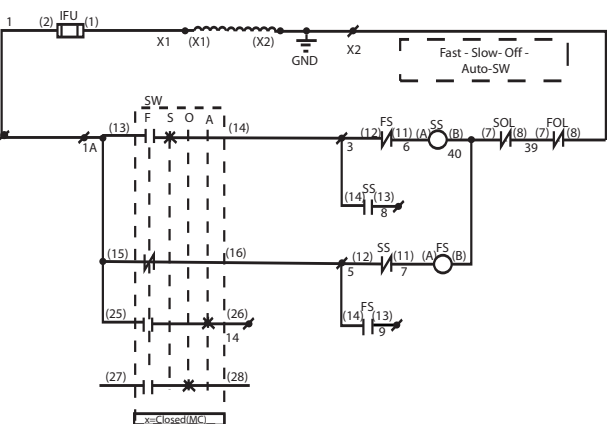 1 (2) IFU (1)
X1 (X1) (X2) X2
GND
Fast - Slow- Off -
Auto-SW
SW
F S O A
1A (13) (14)
3 (12) FS (11) 6 (A) SS (B) 40 (7) SOL (8) 39 (7) FOL (8)
(14) SS (13)
8
(15) (16)
5 (12) SS (11) 7 (A) FS (B)
(25) (26)
14
FS
(14) (13)
9
(27) (28)
x=Closed(MC)